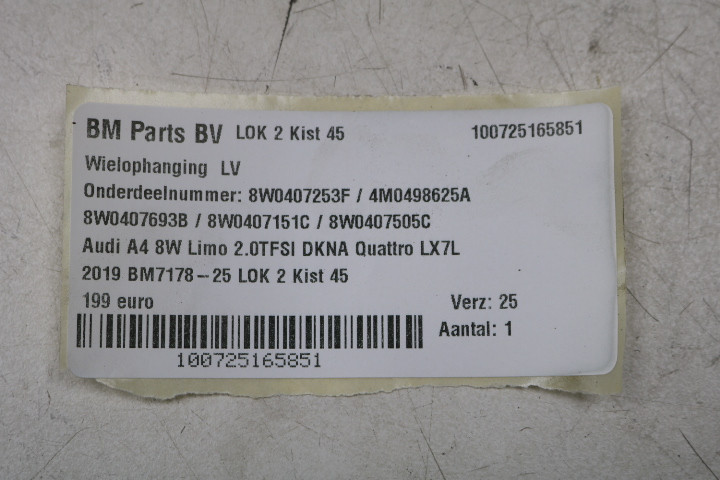 BM Parts BV LOK 2 Kist 45 100725165851
Wielophanging LV
Onderdeelnummer: 8W0407253F / 4M0498625A
8W0407693B / 8W0407151C / 8W0407505C
Audi A4 8W Limo 2.0TFSI DKNA Quattro LX7L
2019 BM7178-25 LOK 2 Kist 45
199 euro Verz: 25
Aantal: 1
100725165851